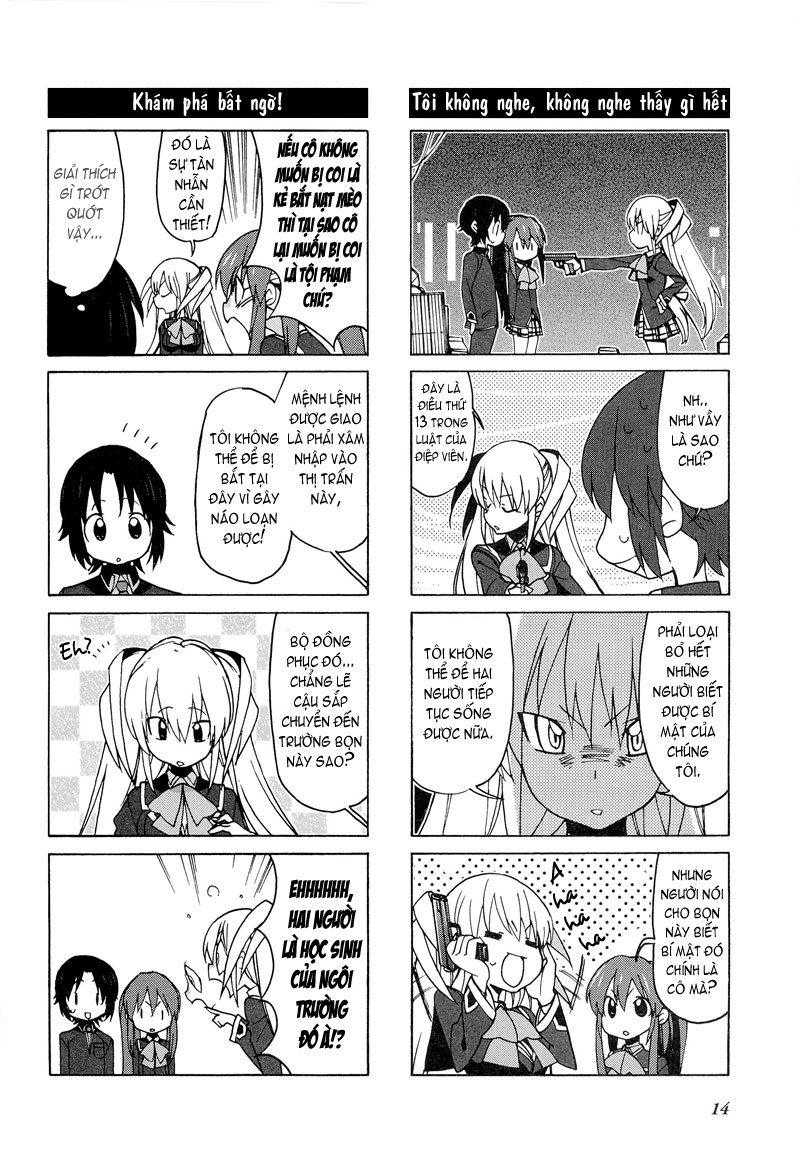 Tôi không nghe, không nghe thấy gì hết
NH..
NHƯ VẦY
LÀ SAO
CHỨ?
ĐÂY LÀ
ĐIỀU THỨ
13 TRONG
LUẬT CỦA
ĐIỆP VIÊN.
PHẢI LOẠI
BỎ HẾT
NHỮNG
NGƯỜI BIẾT
ĐƯỢC BÍ
MẬT CỦA
CHÚNG
TÔI.
TÔI KHÔNG
THỂ ĐỂ HAI
NGƯỜI TIẾP
TỤC SỐNG
ĐƯỢC NỮA.
NHƯNG
NGƯỜI NÓI
CHO BỌN
NÀY BIẾT
BÍ MẬT ĐÓ
CHÍNH LÀ
CÔ MÀ?
A
ha
ha
ha
Khám phá bất ngờ!
NẾU CÔ KHÔNG
MUỐN BỊ COI LÀ
KẺ BẮT NẠT MÈO
THÌ TẠI SAO CÔ
LẠI MUỐN BỊ COI
LÀ TỘI PHẠM
CHỨ?
ĐÓ LÀ
SỰ TÀN
NHẪN
CẦN
THIẾT!
GIẢI THÍCH
GÌ TRỚT
QUỚT
VẬY...
MỆNH LỆNH
ĐƯỢC GIAO
LÀ PHẢI XÂM
NHẬP VÀO
THỊ TRẤN
NÀY,
TÔI KHÔNG
THỂ ĐỂ BỊ
BẮT TẠI
ĐÂY VÌ GÂY
NÁO LOẠN
ĐƯỢC!
BỘ ĐỒNG
PHỤC ĐÓ...
CHẲNG LẼ
CẬU SẮP
CHUYỂN ĐẾN
TRƯỜNG BỌN
NÀY SAO?
Eh?
EHHHHHH,
HAI NGƯỜI
LÀ HỌC SINH
CỦA NGÔI
TRƯỜNG
ĐÓ À!?
14